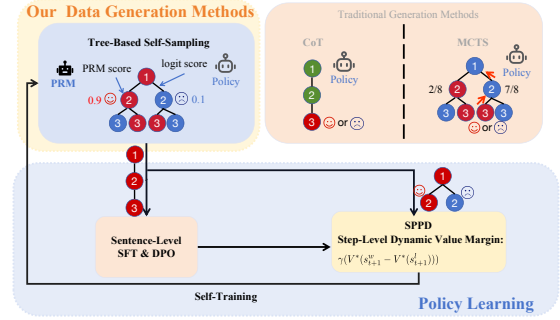 Our Data Generation Methods
Tree-Based Self-Sampling
PRM score
logit score
PRM
Policy
1
0.9
2
2
0.1
3
3
3
3
Traditional Generation Methods
CoT
MCTS
Policy
Policy
1
2
3
or
1
2/8
2
2
7/8
3
3
3
3
or
1
2
3
1
2
2
Sentence-Level
SFT & DPO
SPPD
Step-Level Dynamic Value Margin:
γ(V*(s^w_{t+1} − V*(s^l_{t+1})))
Self-Training
Policy Learning